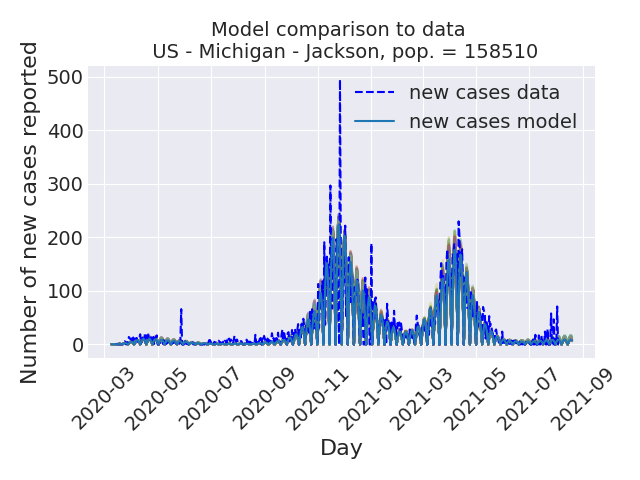 Model comparison to data
US - Michigan - Jackson, pop. = 158510
Number of new cases reported
500
400
300
200
100
0
new cases data
new cases model
2020-03
2020-05
2020-07
2020-09
2020-11
2021-01
2021-03
2021-05
2021-07
2021-09
Day